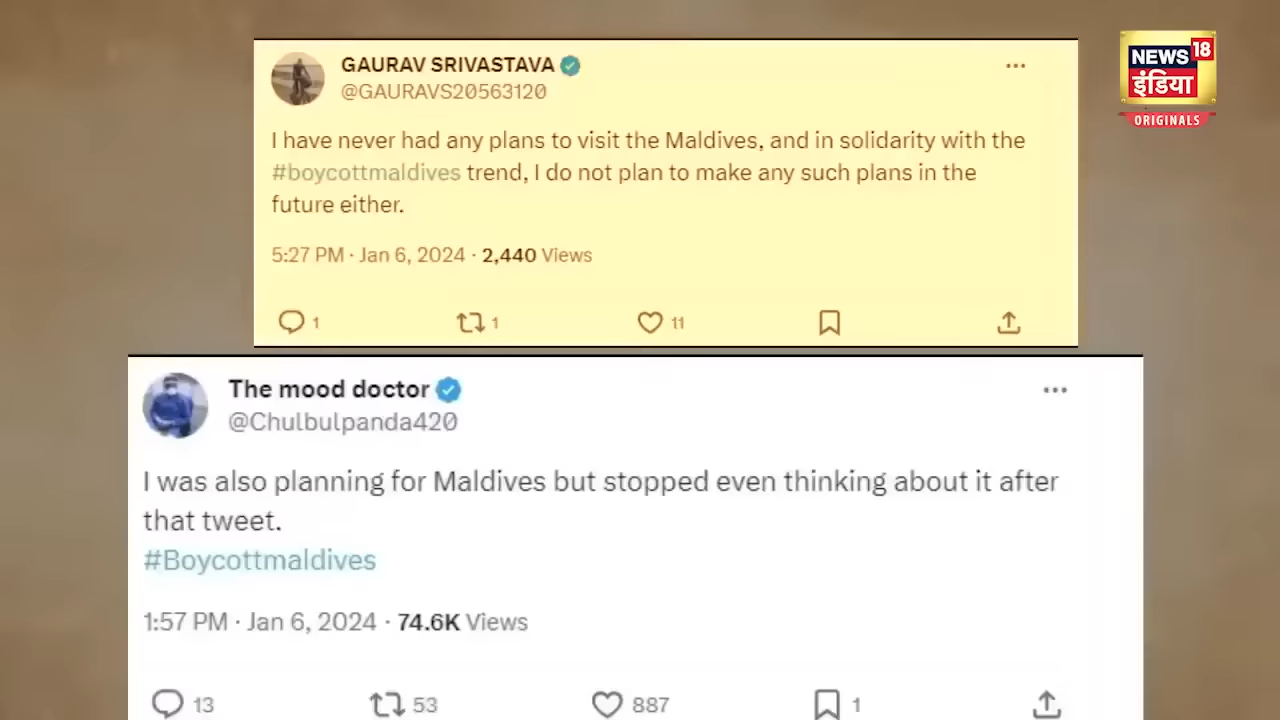 NEWS 18
इंडिया
ORIGINALS
GAURAV SRIVASTAVA
@GAURAVS20563120
I have never had any plans to visit the Maldives, and in solidarity with the
#boycottmaldives trend, I do not plan to make any such plans in the
future either.
5:27 PM · Jan 6, 2024 · 2,440 Views
1 1 11
The mood doctor
@Chulbulpanda420
I was also planning for Maldives but stopped even thinking about it after
that tweet.
#Boycottmaldives
1:57 PM · Jan 6, 2024 · 74.6K Views
13 53 887 1